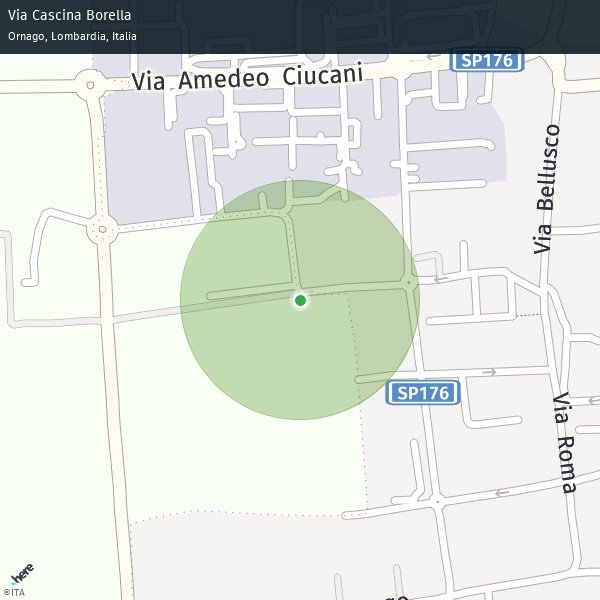 Via Cascina Borella
Ornago, Lombardia, Italia
Via Amedeo Ciucani
SP176
Via Bellusco
SP176
Via Roma
here
©ITA